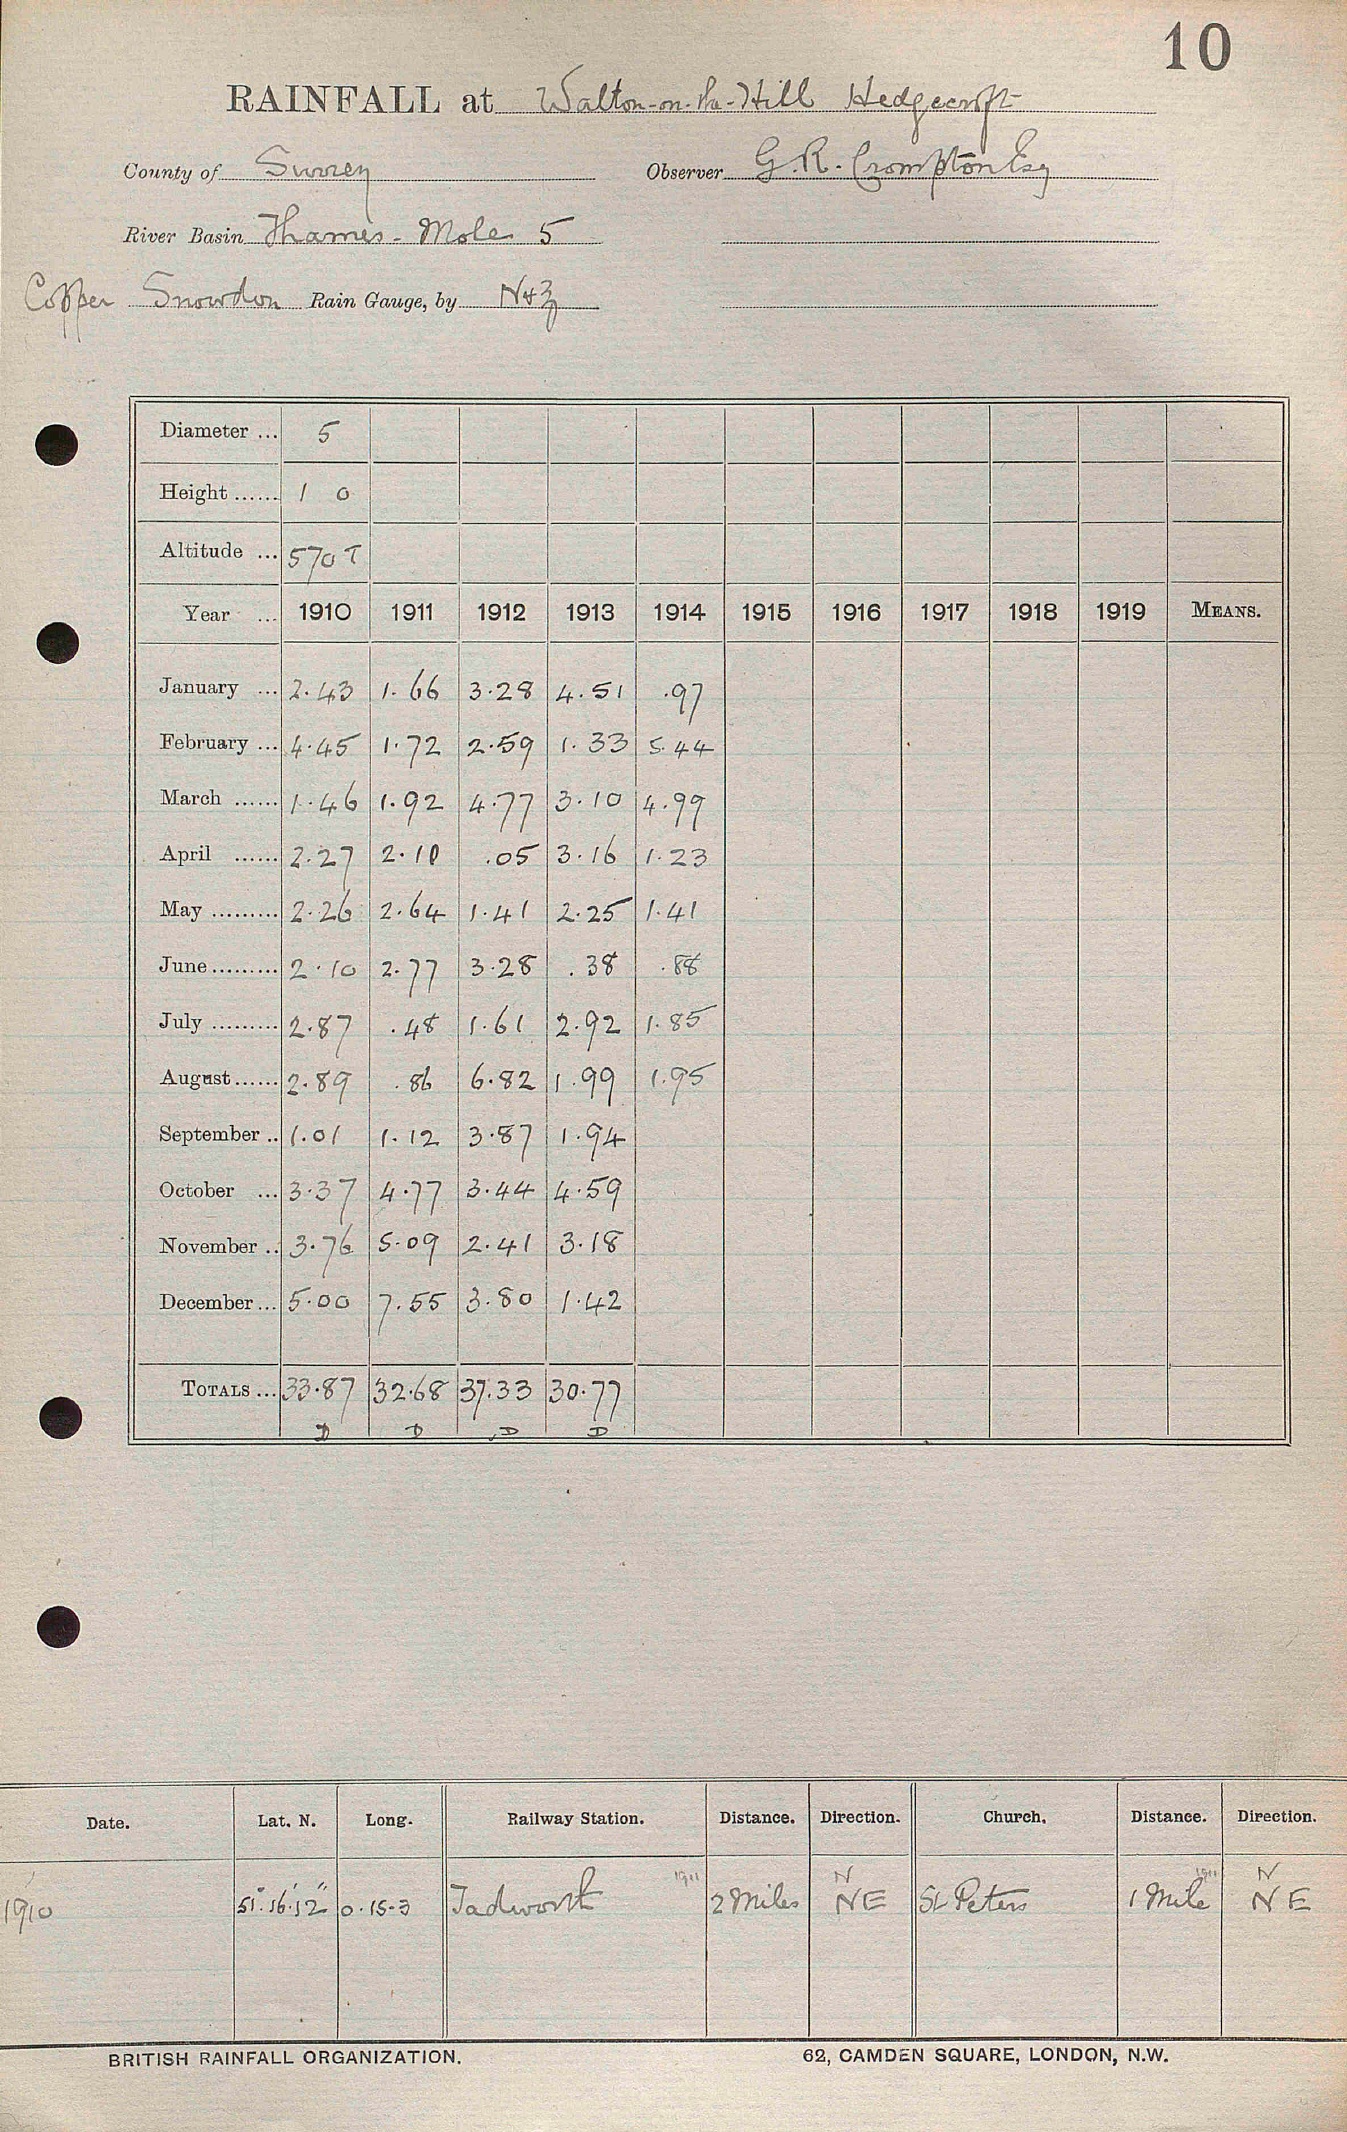 10
RAINFALL at Walton-on-the-Hill Hedgecroft
County of Surrey Observer G. R. Crompton Esq
River Basin Thames - Mole 5
Copper Snowdon Rain Gauge, by N+Z
Diameter ... 5
Height ...... 1 0
Altitude ... 570 T
Year ... 1910 1911 1912 1913 1914 1915 1916 1917 1918 1919 MEANS.
January ... 2.43 1.66 3.28 4.51 .97
February ... 4.45 1.72 2.59 1.33 5.44
March ...... 1.46 1.92 4.77 3.10 4.99
April ...... 2.27 2.10 .05 3.16 1.23
May ......... 2.26 2.64 1.41 2.25 1.41
June ......... 2.10 2.77 3.28 .38 .88
July ......... 2.87 .48 1.61 2.92 1.85
August ...... 2.89 .86 6.82 1.99 1.95
September .. 1.01 1.12 3.87 1.94
October ... 3.37 4.77 3.44 4.59
November .. 3.76 5.09 2.41 3.18
December ... 5.00 7.55 3.80 1.42
TOTALS ... 33.87 32.68 37.33 30.77
D D D D
Date. Lat. N. Long. Railway Station. Distance. Direction. Church. Distance. Direction.
1911 N 1911 N
1910 51°.16'.12" 0.15.3 Tadworth 2 Miles NE St Peters 1 Mile NE
BRITISH RAINFALL ORGANIZATION. 62, CAMDEN SQUARE, LONDON, N.W.